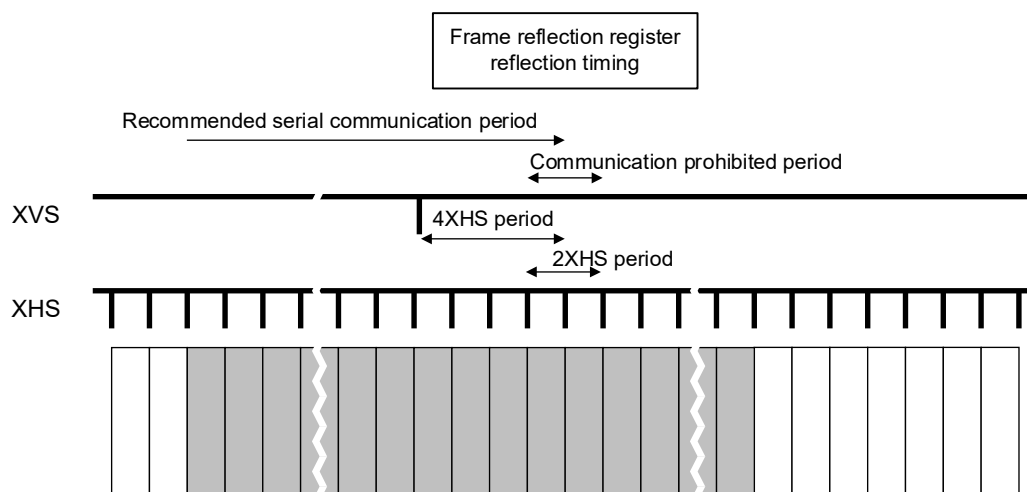 Frame reflection register
reflection timing
Recommended serial communication period
Communication prohibited period
XVS
4XHS period
2XHS period
XHS